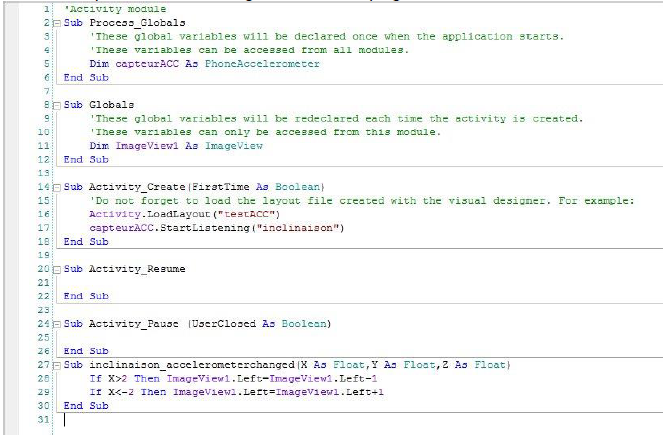 1 'Activity module
2 Sub Process_Globals
3 'These global variables will be declared once when the application starts.
4 'These variables can be accessed from all modules.
5 Dim capteurACC As PhoneAccelerometer
6 End Sub
7
8 Sub Globals
9 'These global variables will be redeclared each time the activity is created.
10 'These variables can only be accessed from this module.
11 Dim ImageView1 As ImageView
12 End Sub
13
14 Sub Activity_Create(FirstTime As Boolean)
15 'Do not forget to load the layout file created with the visual designer. For example:
16 Activity.LoadLayout("testACC")
17 capteurACC.StartListening("inclinaison")
18 End Sub
19
20 Sub Activity_Resume
21
22 End Sub
23
24 Sub Activity_Pause (UserClosed As Boolean)
25
26 End Sub
27 Sub inclinaison_accelerometerchanged(X As Float,Y As Float,Z As Float)
28 If X>2 Then ImageView1.Left=ImageView1.Left-1
29 If X<-2 Then ImageView1.Left=ImageView1.Left+1
30 End Sub
31